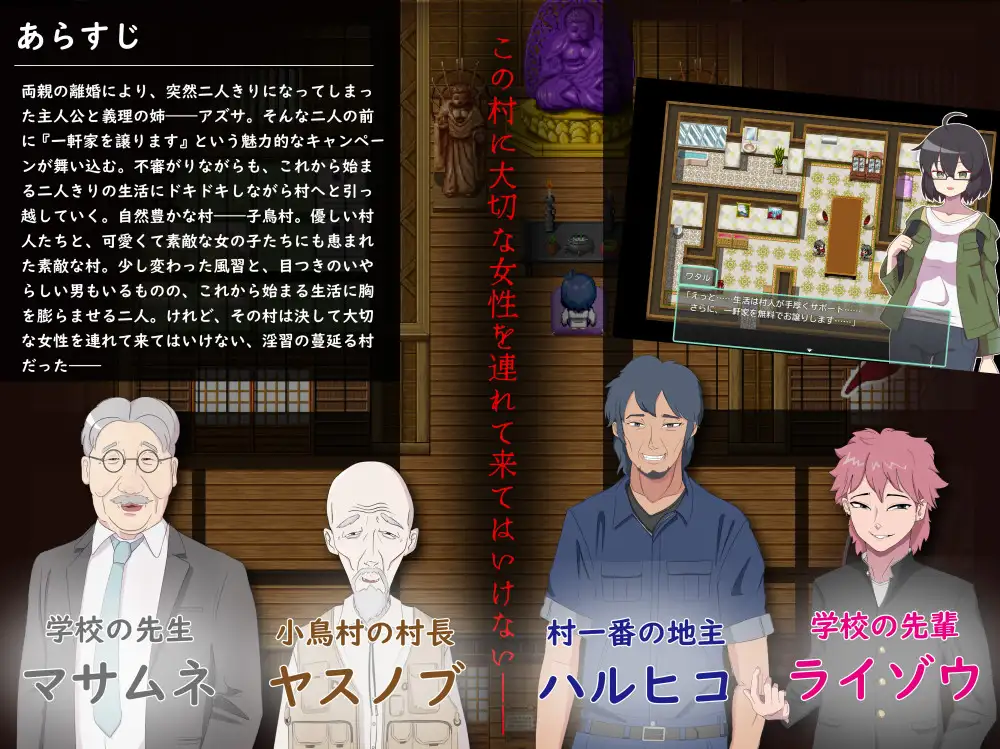 あらすじ
両親の離婚により、突然二人きりになってしまっ
た主人公と義理の姉──アズサ。そんな二人の前
に『一軒家を譲ります』という魅力的なキャンペー
ンが舞い込む。不審がりながらも、これから始ま
る二人きりの生活にドキドキしながら村へと引っ
越していく。自然豊かな村──子鳥村。優しい村
人たちと、可愛くて素敵な女の子たちにも恵まれ
た素敵な村。少し変わった風習と、目つきのいや
らしい男もいるものの、これから始まる生活に胸
を膨らませる二人。けれど、その村は決して大切
な女性を連れて来てはいけない、淫習の蔓延る村
だった──
この村に大切な女性を連れて来てはいけない──
ワタル
「えっと……生活は村人が手厚くサポート……
さらに、一軒家を無料でお譲りします……」
学校の先生
マサムネ
小鳥村の村長
ヤスノブ
村一番の地主
ハルヒコ
学校の先輩
ライゾウ